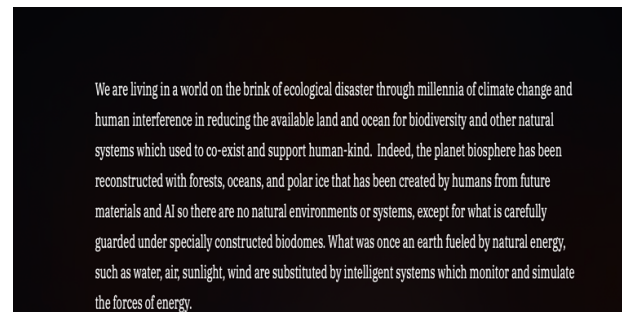 We are living in a world on the brink of ecological disaster through millennia of climate change and
human interference in reducing the available land and ocean for biodiversity and other natural
systems which used to co-exist and support human-kind.  Indeed, the planet biosphere has been
reconstructed with forests, oceans, and polar ice that has been created by humans from future
materials and AI so there are no natural environments or systems, except for what is carefully
guarded under specially constructed biodomes. What was once an earth fueled by natural energy,
such as water, air, sunlight, wind are substituted by intelligent systems which monitor and simulate
the forces of energy.